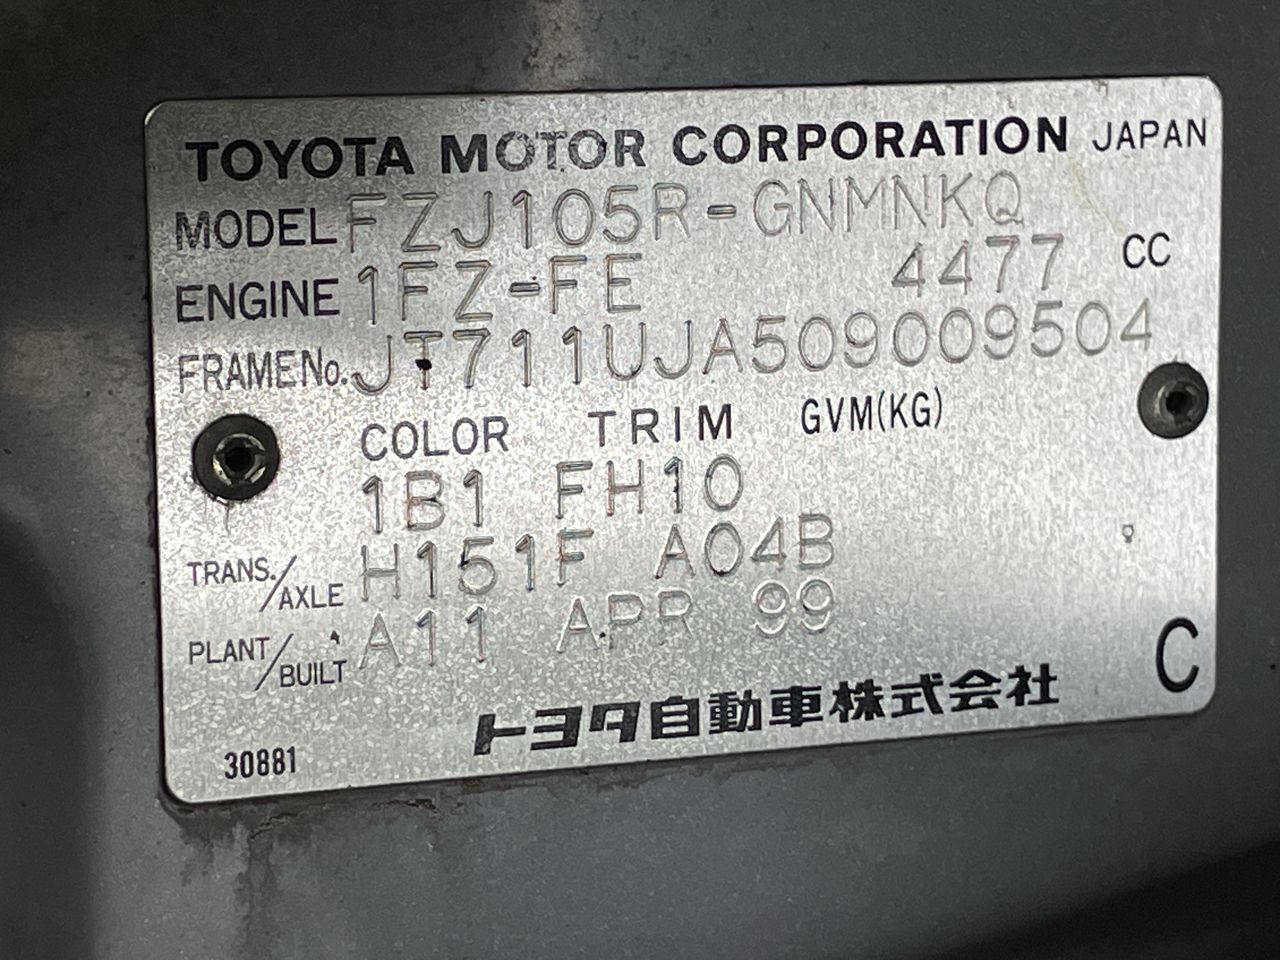 TOYOTA MOTOR CORPORATION JAPAN
MODEL FZJ105R-GNMNKQ
ENGINE 1FZ-FE 4477 CC
FRAME No. JT711UJA509009504
COLOR TRIM GVM(KG)
1B1 FH10
TRANS./AXLE H151F A04B
PLANT/BUILT A11 APR 99
C
トヨタ自動車株式会社
30881